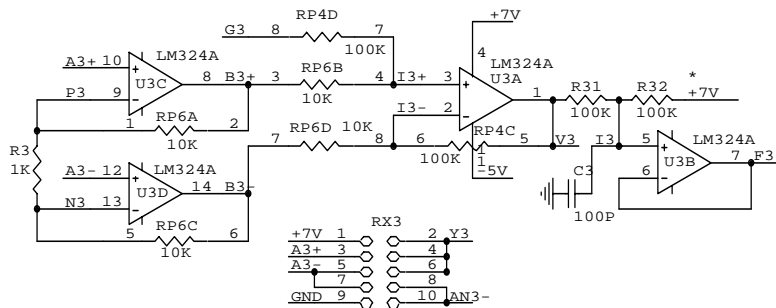 RP4D
G3 8 7
100K
+7V
4
A3+ 10 LM324A
U3C
P3 9
8 B3+ 3 RP6B 4 I3+ 3
10K
LM324A
U3A
1 R31 R32 *
+7V
100K 100K
1 RP6A 2
10K
I3- 2
R3
1K
7 RP6D 10K 8 6 RP4C 5 V3
100K
11
-5V
A3- 12 LM324A
U3D
N3 13
14 B3-
5 RP6C 6
10K
I3 5 LM324A
U3B
6
7 F3
C3
100P
RX3
+7V 1 2 Y3
A3+ 3 4
A3- 5 6
7 8
GND 9 10 AN3-